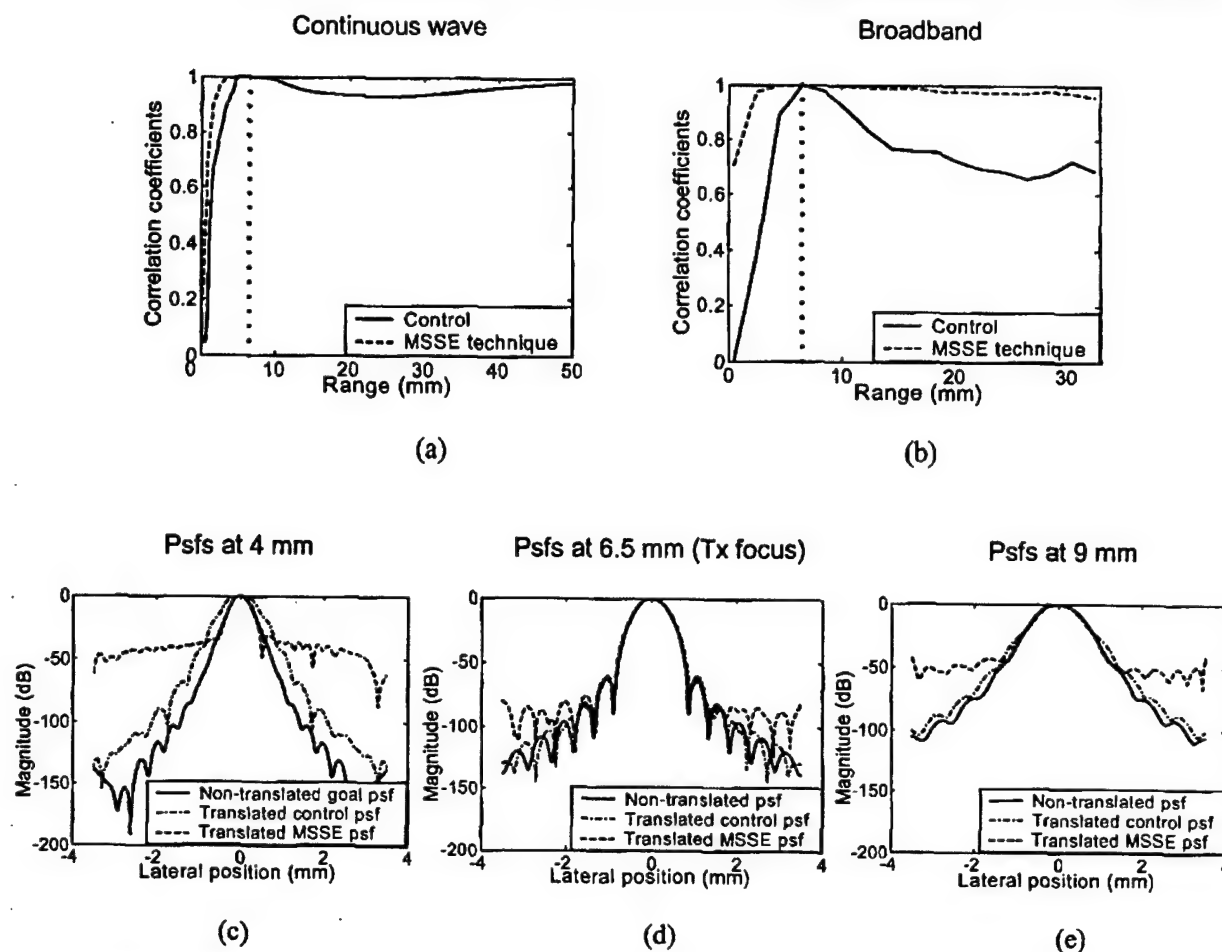 Continuous wave
Broadband
Correlation coefficients
1
0.8
0.6
0.4
0.2
0
0
10
20
30
40
50
Range (mm)
Control
MSSE technique
(a)
Correlation coefficients
1
0.8
0.6
0.4
0.2
0
0
10
20
30
Range (mm)
Control
MSSE technique
(b)
Psfs at 4 mm
Psfs at 6.5 mm (Tx focus)
Psfs at 9 mm
Magnitude (dB)
0
-50
-100
-150
-200
-4
-2
0
2
4
Lateral position (mm)
Non-translated goal psf
Translated control psf
Translated MSSE psf
(c)
Magnitude (dB)
0
-50
-100
-150
-200
-4
-2
0
2
4
Lateral position (mm)
Non-translated psf
Translated control psf
Translated MSSE psf
(d)
Magnitude (dB)
0
-50
-100
-150
-200
-4
-2
0
2
4
Lateral position (mm)
Non-translated psf
Translated control psf
Translated MSSE psf
(e)